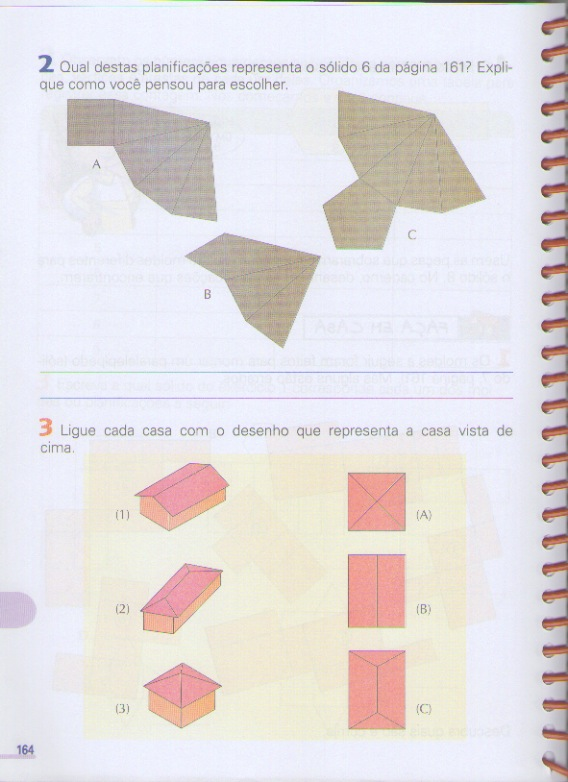 2 Qual destas planificações representa o sólido 6 da página 161? Expli-
que como você pensou para escolher.
A
C
B
3 Ligue cada casa com o desenho que representa a casa vista de
cima.
(1)
(A)
(2)
(B)
(3)
(C)
164